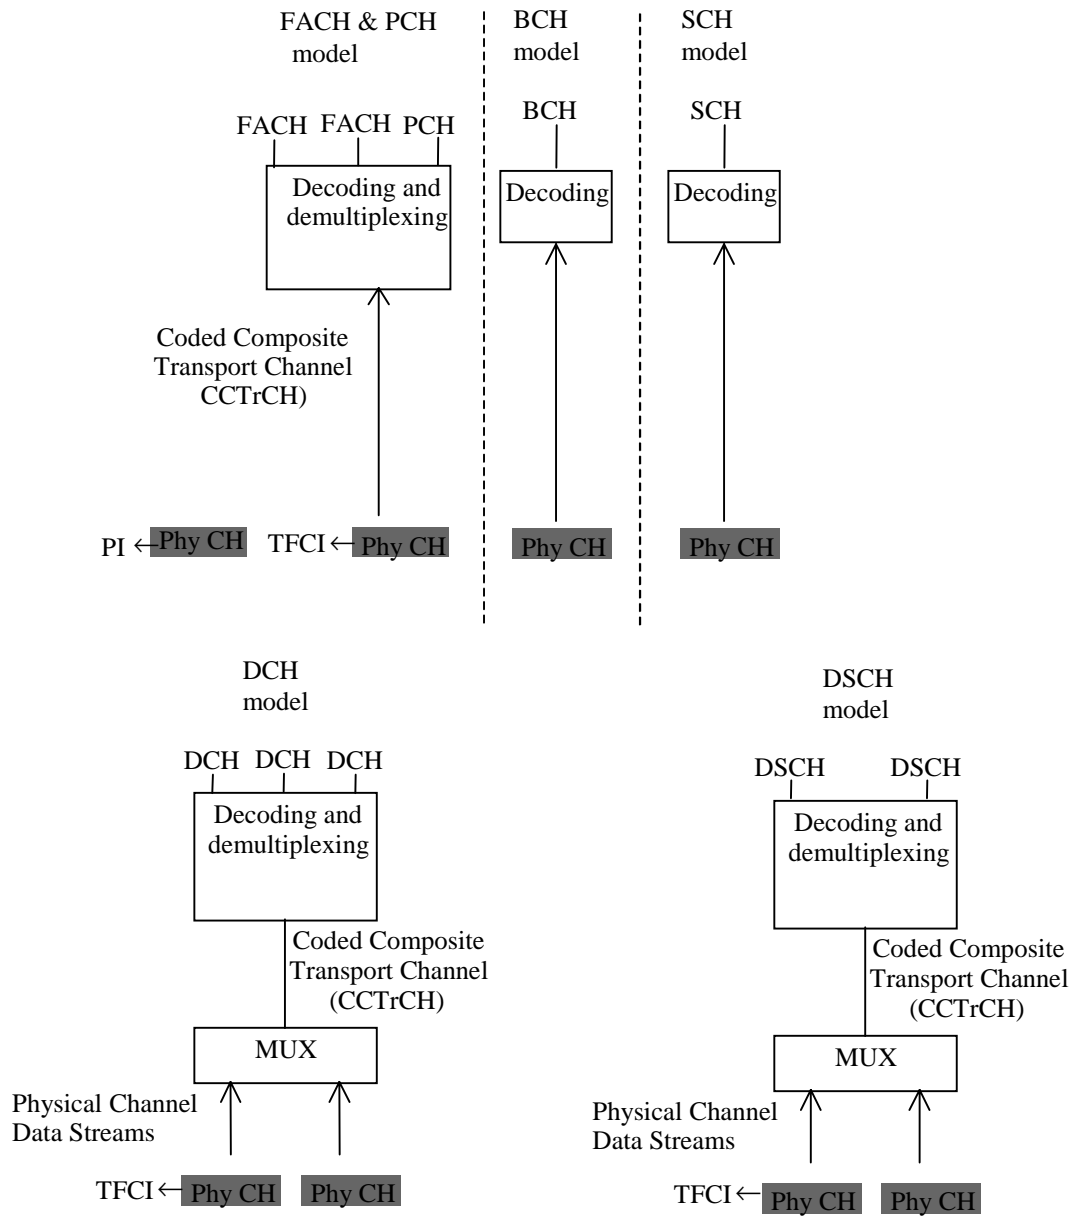 FACH & PCH
model
BCH
model
SCH
model
FACH FACH PCH
BCH
SCH
Decoding and
demultiplexing
Decoding
Decoding
Coded Composite
Transport Channel
CCTrCH)
PI
Phy CH
TFCI
Phy CH
Phy CH
Phy CH
DCH
model
DSCH
model
DCH DCH DCH
DSCH DSCH
Decoding and
demultiplexing
Decoding and
demultiplexing
Coded Composite
Transport Channel
(CCTrCH)
Coded Composite
Transport Channel
(CCTrCH)
MUX
MUX
Physical Channel
Data Streams
Physical Channel
Data Streams
TFCI
Phy CH
Phy CH
TFCI
Phy CH
Phy CH